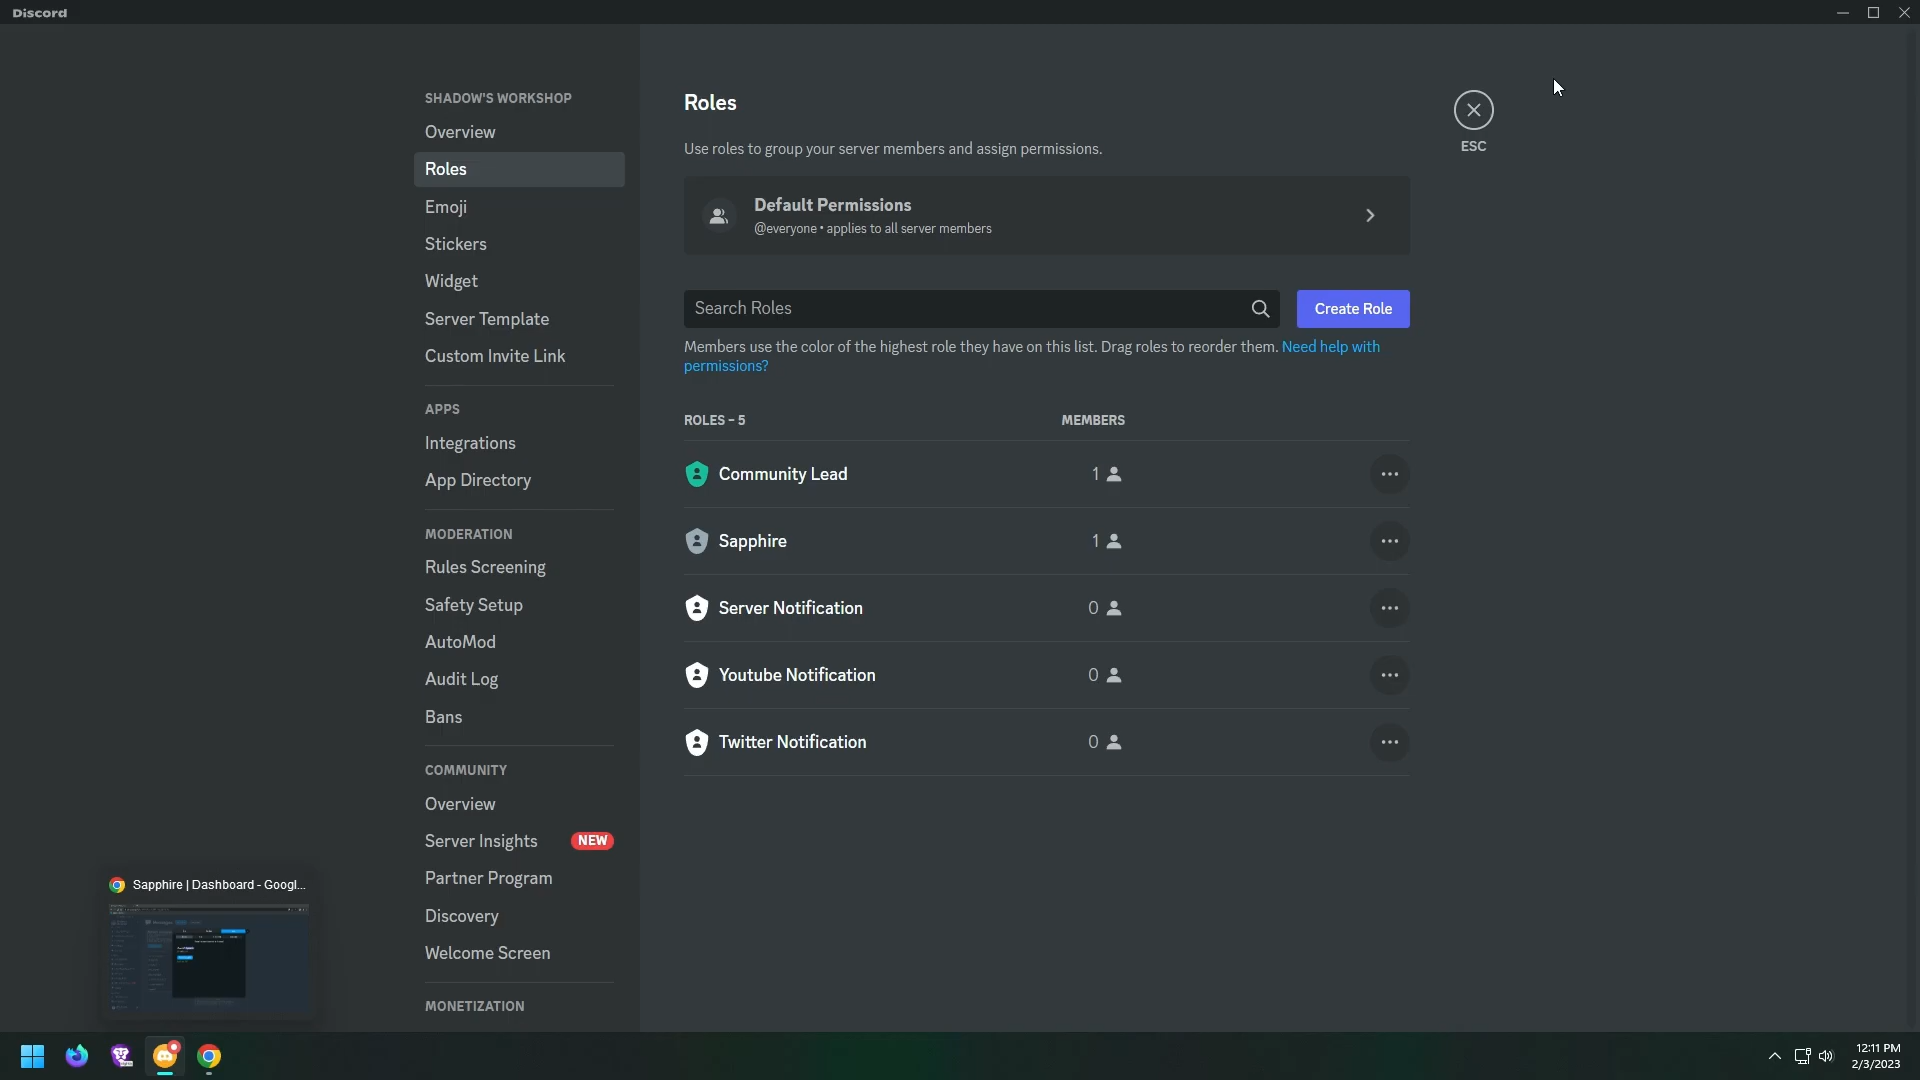 Discord
SHADOW'S WORKSHOP
Overview
Roles
Emoji
Stickers
Widget
Server Template
Custom Invite Link
APPS
Integrations
App Directory
MODERATION
Rules Screening
Safety Setup
AutoMod
Audit Log
Bans
COMMUNITY
Overview
Server Insights NEW
Partner Program
Discovery
Welcome Screen
MONETIZATION
Roles
Use roles to group your server members and assign permissions.
Default Permissions
@everyone • applies to all server members
Search Roles
Create Role
Members use the color of the highest role they have on this list. Drag roles to reorder them. Need help with
permissions?
ROLES – 5 MEMBERS
Community Lead 1
Sapphire 1
Server Notification 0
Youtube Notification 0
Twitter Notification 0
ESC
Sapphire | Dashboard - Googl...
12:11 PM
2/3/2023